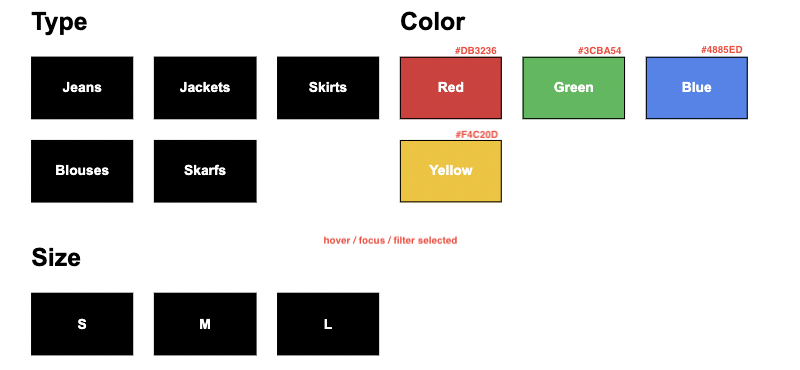 Type
Jeans
Jackets
Skirts
Blouses
Skarfs
Color
#DB3236
#3CBA54
#4885ED
Red
Green
Blue
#F4C20D
Yellow
hover / focus / filter selected
Size
S
M
L